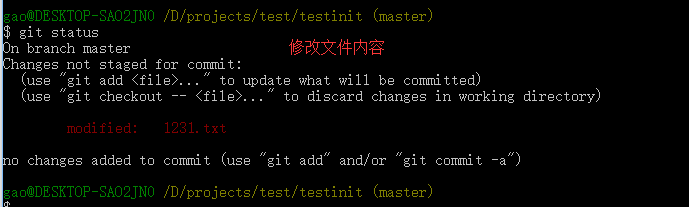 gao@DESKTOP-SAO2JNO /D/projects/test/testinit (master)
$ git status
On branch master
修改文件内容
Changes not staged for commit:
(use "git add <file>..." to update what will be committed)
(use "git checkout -- <file>..." to discard changes in working directory)
modified: 1231.txt
no changes added to commit (use "git add" and/or "git commit -a")
gao@DESKTOP-SAO2JNO /D/projects/test/testinit (master)
$